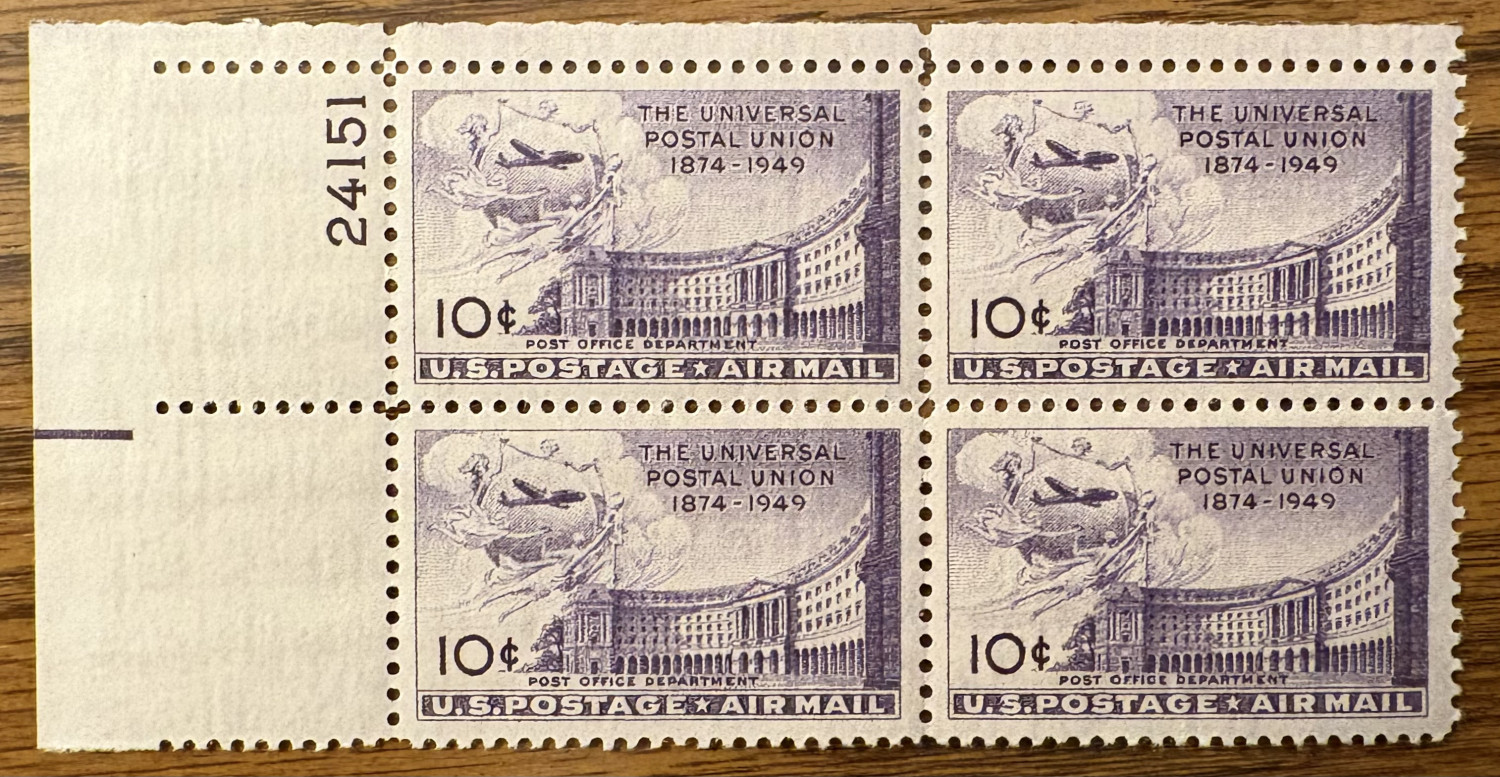 24151
THE UNIVERSAL
POSTAL UNION
1874-1949
10¢
POST OFFICE DEPARTMENT
U.S.POSTAGE★AIR MAIL
THE UNIVERSAL
POSTAL UNION
1874-1949
10¢
POST OFFICE DEPARTMENT
U.S.POSTAGE★AIR MAIL
THE UNIVERSAL
POSTAL UNION
1874-1949
10¢
POST OFFICE DEPARTMENT
U.S.POSTAGE★AIR MAIL
THE UNIVERSAL
POSTAL UNION
1874-1949
10¢
POST OFFICE DEPARTMENT
U.S.POSTAGE★AIR MAIL